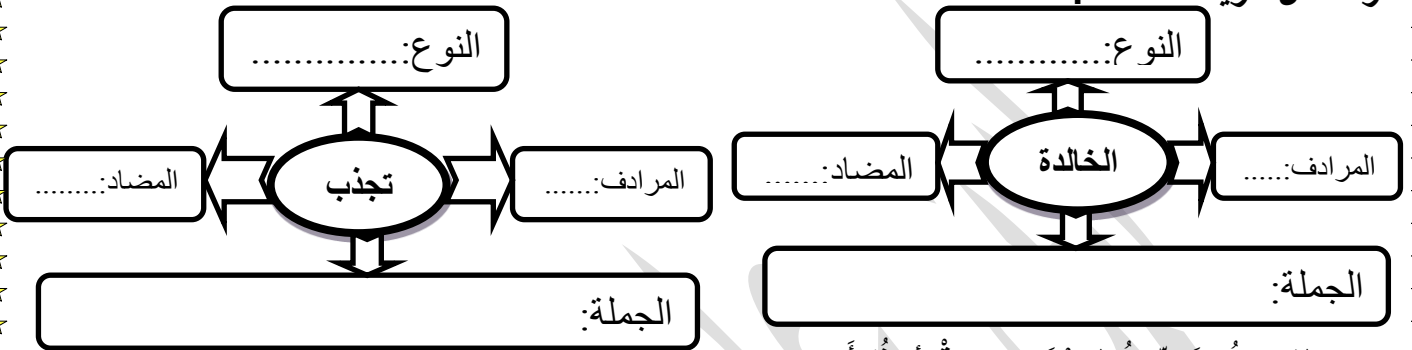 النوع:.............
المرادف:.....
الخالدة
المضاد:.......
الجملة:
النوع:..............
المرادف:......
تجذب
المضاد:........
الجملة: